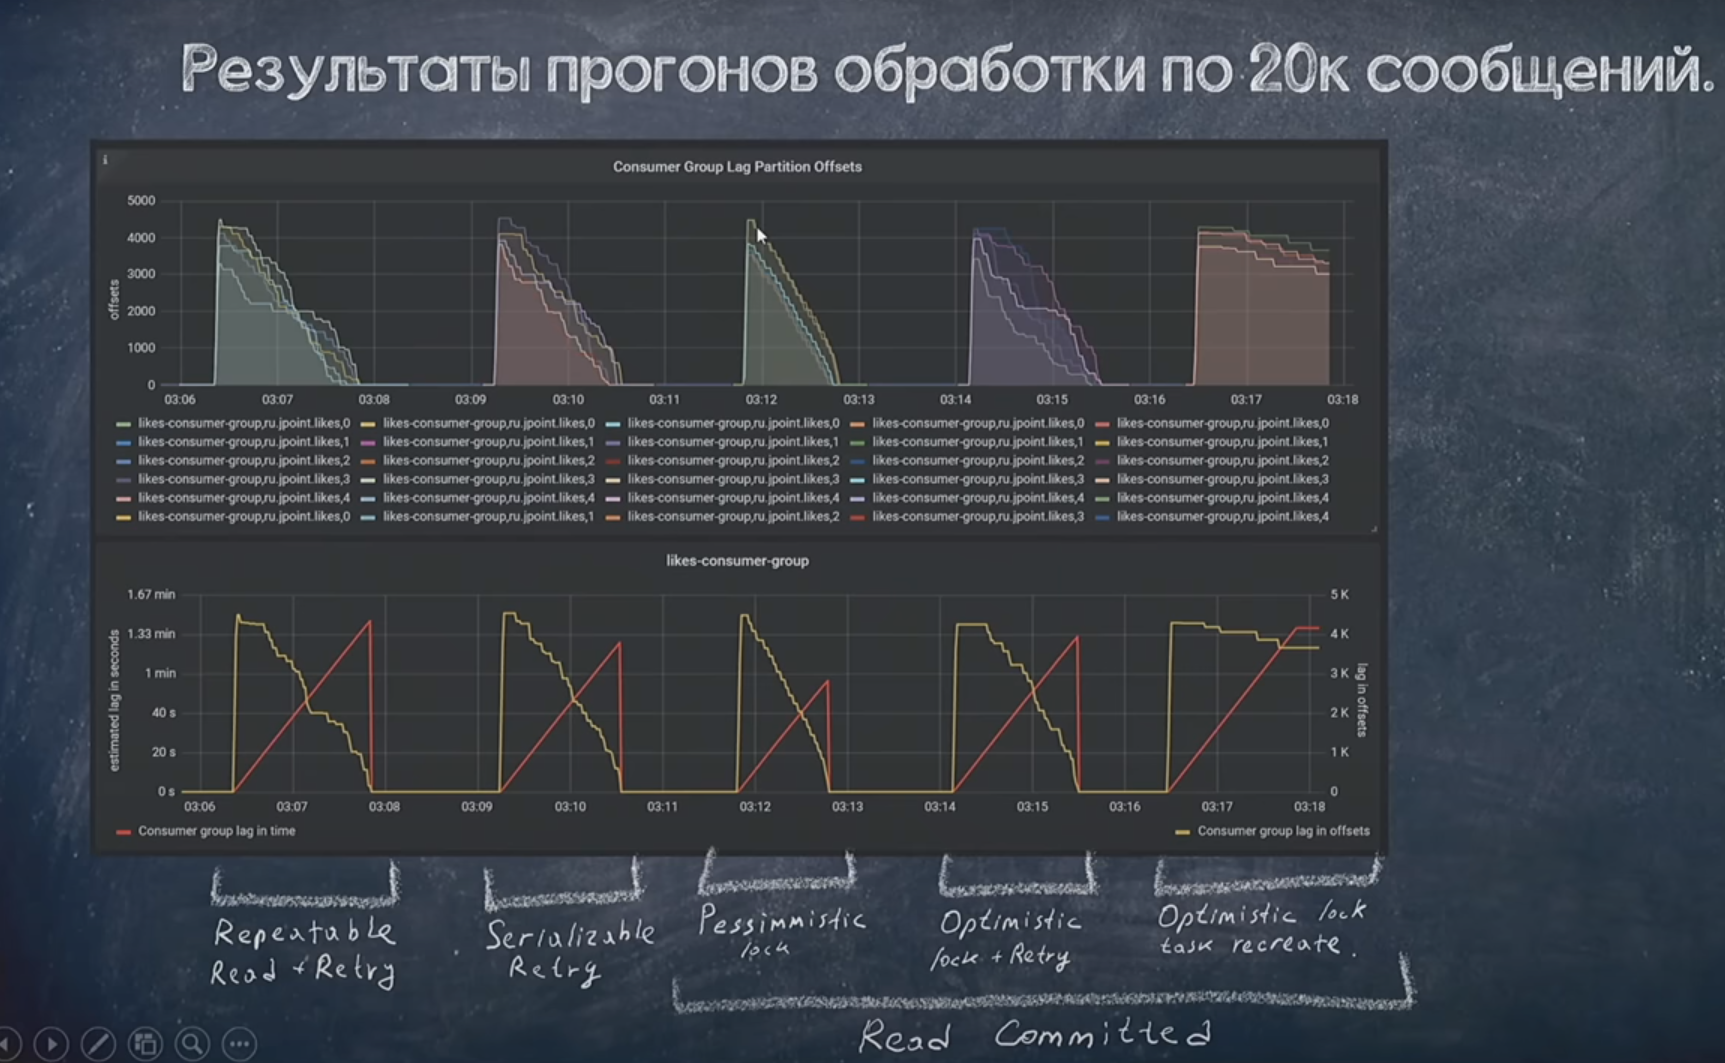 Результаты прогонов обработки по 20к сообщений.
i
Consumer Group Lag Partition Offsets
5000
4000
3000
2000
1000
0
offsets
03:06 03:07 03:08 03:09 03:10 03:11 03:12 03:13 03:14 03:15 03:16 03:17 03:18
likes-consumer-group,ru.jpoint.likes,0 likes-consumer-group,ru.jpoint.likes,0 likes-consumer-group,ru.jpoint.likes,0 likes-consumer-group,ru.jpoint.likes,0 likes-consumer-group,ru.jpoint.likes,0
likes-consumer-group,ru.jpoint.likes,1 likes-consumer-group,ru.jpoint.likes,1 likes-consumer-group,ru.jpoint.likes,1 likes-consumer-group,ru.jpoint.likes,1 likes-consumer-group,ru.jpoint.likes,1
likes-consumer-group,ru.jpoint.likes,2 likes-consumer-group,ru.jpoint.likes,2 likes-consumer-group,ru.jpoint.likes,2 likes-consumer-group,ru.jpoint.likes,2 likes-consumer-group,ru.jpoint.likes,2
likes-consumer-group,ru.jpoint.likes,3 likes-consumer-group,ru.jpoint.likes,3 likes-consumer-group,ru.jpoint.likes,3 likes-consumer-group,ru.jpoint.likes,3 likes-consumer-group,ru.jpoint.likes,3
likes-consumer-group,ru.jpoint.likes,4 likes-consumer-group,ru.jpoint.likes,4 likes-consumer-group,ru.jpoint.likes,4 likes-consumer-group,ru.jpoint.likes,4 likes-consumer-group,ru.jpoint.likes,4
likes-consumer-group,ru.jpoint.likes,0 likes-consumer-group,ru.jpoint.likes,1 likes-consumer-group,ru.jpoint.likes,2 likes-consumer-group,ru.jpoint.likes,3 likes-consumer-group,ru.jpoint.likes,4
likes-consumer-group
1.67 min 5 K
1.33 min 4 K
1 min 3 K
40 s 2 K
20 s 1 K
0 s 0
estimated lag in seconds
lag in offsets
03:06 03:07 03:08 03:09 03:10 03:11 03:12 03:13 03:14 03:15 03:16 03:17 03:18
Consumer group lag in time Consumer group lag in offsets
Repeatable
Read + Retry
Serializable
Retry
Pessimmistic
lock
Optimistic
lock + Retry
Optimistic lock
task recreate.
Read Committed